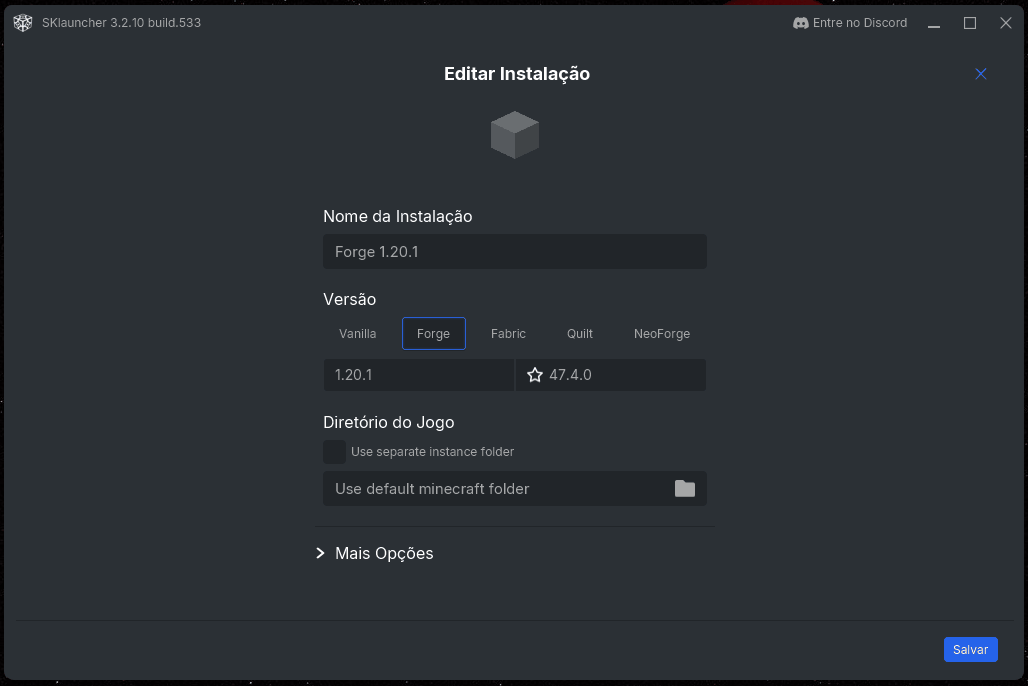 SKlauncher 3.2.10 build.533
Entre no Discord
Editar Instalação
Nome da Instalação
Forge 1.20.1
Versão
Vanilla Forge Fabric Quilt NeoForge
1.20.1 47.4.0
Diretório do Jogo
Use separate instance folder
Use default minecraft folder
Mais Opções
Salvar